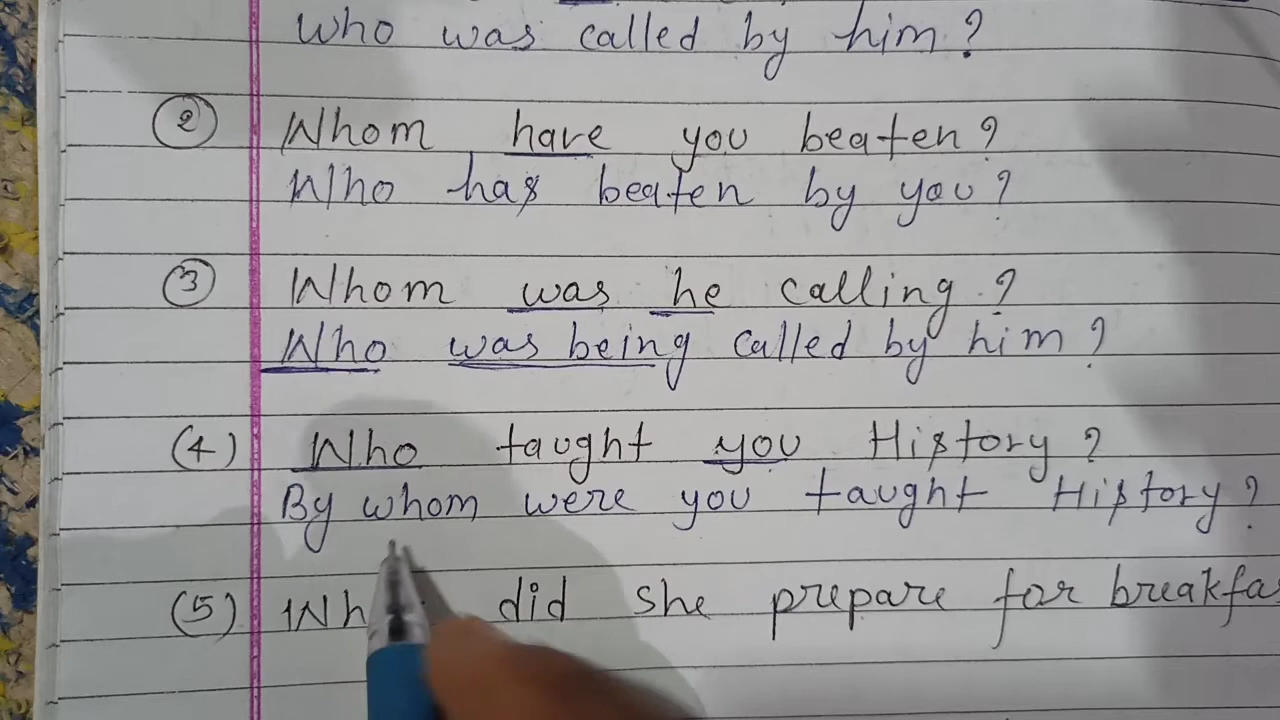 Who was called by him?
2 Whom have you beaten?
Who has beaten by you?
3 Whom was he calling?
Who was being called by him?
(4) Who taught you History?
By whom were you taught History?
(5) did she prepare for